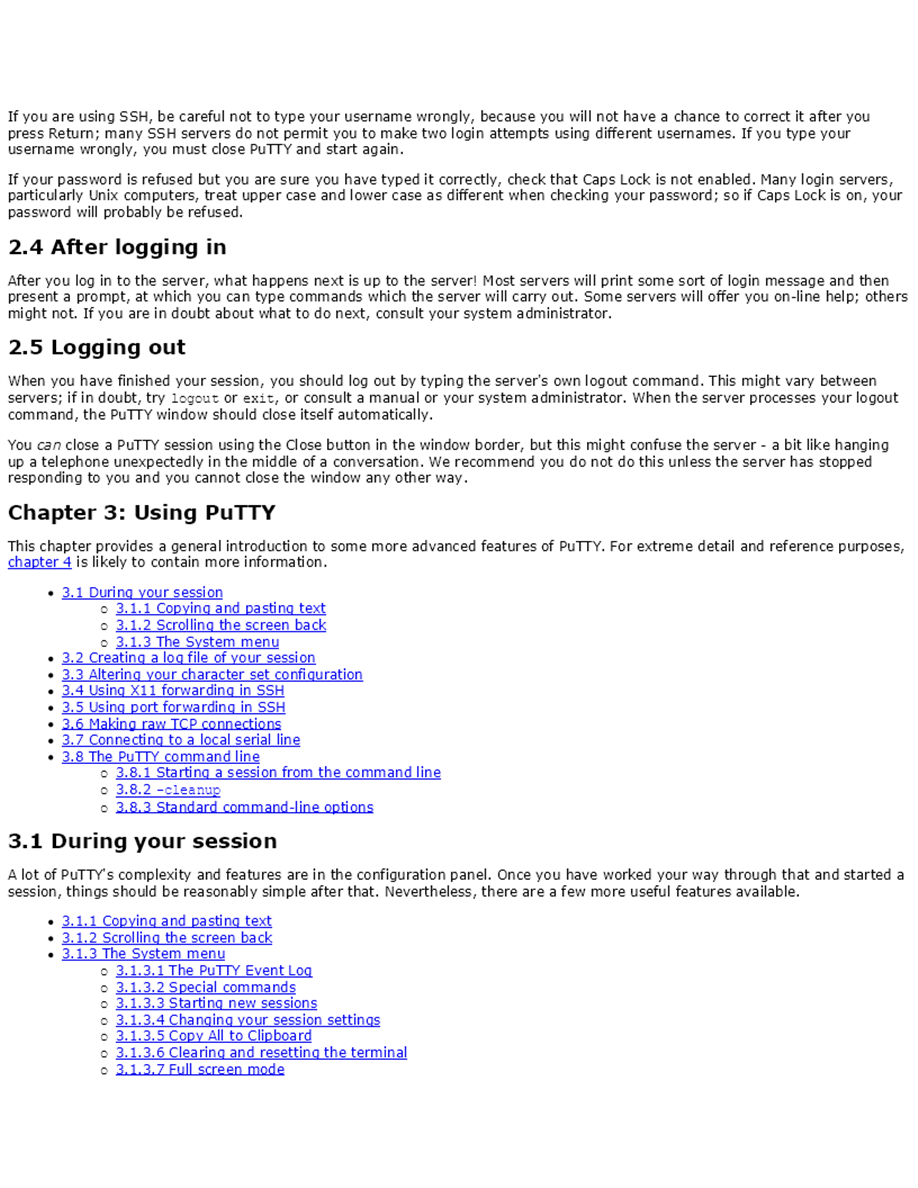 If you are using SSH, be careful not to type your username wrongly, because you will not have a chance to correct it after you
press Return; many SSH servers do not permit you to make two login attempts using different usernames. If you type your
username wrongly, you must close PuTTY and start again.
If your password is refused but you are sure you have typed it correctly, check that Caps Lock is not enabled. Many login servers,
particularly Unix computers, treat upper case and lower case as different when checking your password; so if Caps Lock is on, your
password will probably be refused.
2.4 After logging in
After you log in to the server, what happens next is up to the server! Most servers will print some sort of login message and then
present a prompt, at which you can type commands which the server will carry out. Some servers will offer you on-line help; others
might not. If you are in doubt about what to do next, consult your system administrator.
2.5 Logging out
When you have finished your session, you should log out by typing the server's own logout command. This might vary between
servers; if in doubt, try logout or exit, or consult a manual or your system administrator. When the server processes your logout
command, the PuTTY window should close itself automatically.
You can close a PuTTY session using the Close button in the window border, but this might confuse the server - a bit like hanging
up a telephone unexpectedly in the middle of a conversation. We recommend you do not do this unless the server has stopped
responding to you and you cannot close the window any other way.
Chapter 3: Using PuTTY
This chapter provides a general introduction to some more advanced features of PuTTY. For extreme detail and reference purposes,
chapter 4 is likely to contain more information.
• 3.1 During your session
o 3.1.1 Copying and pasting text
o 3.1.2 Scrolling the screen back
o 3.1.3 The System menu
• 3.2 Creating a log file of your session
• 3.3 Altering your character set configuration
• 3.4 Using X11 forwarding in SSH
• 3.5 Using port forwarding in SSH
• 3.6 Making raw TCP connections
• 3.7 Connecting to a local serial line
• 3.8 The PuTTY command line
o 3.8.1 Starting a session from the command line
o 3.8.2 -cleanup
o 3.8.3 Standard command-line options
3.1 During your session
A lot of PuTTY's complexity and features are in the configuration panel. Once you have worked your way through that and started a
session, things should be reasonably simple after that. Nevertheless, there are a few more useful features available.
• 3.1.1 Copying and pasting text
• 3.1.2 Scrolling the screen back
• 3.1.3 The System menu
o 3.1.3.1 The PuTTY Event Log
o 3.1.3.2 Special commands
o 3.1.3.3 Starting new sessions
o 3.1.3.4 Changing your session settings
o 3.1.3.5 Copy All to Clipboard
o 3.1.3.6 Clearing and resetting the terminal
o 3.1.3.7 Full screen mode